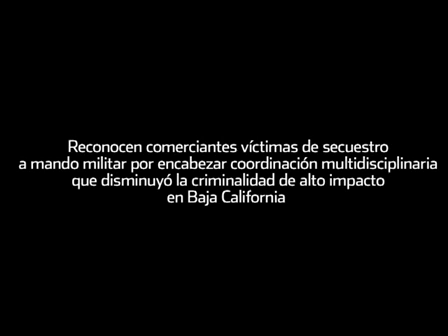 Reconocen comerciantes víctimas de secuestro
a mando militar por encabezar coordinación multidisciplinaria
que disminuyó la criminalidad de alto impacto
en Baja California